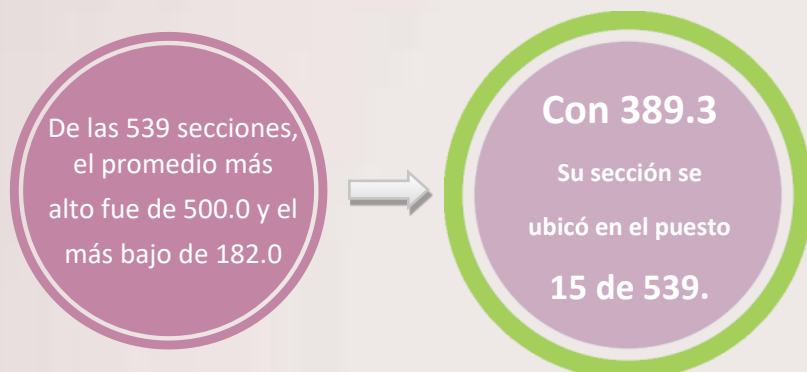 De las 539 secciones,
el promedio más
alto fue de 500.0 y el
más bajo de 182.0
Con 389.3
Su sección se
ubicó en el puesto
15 de 539.